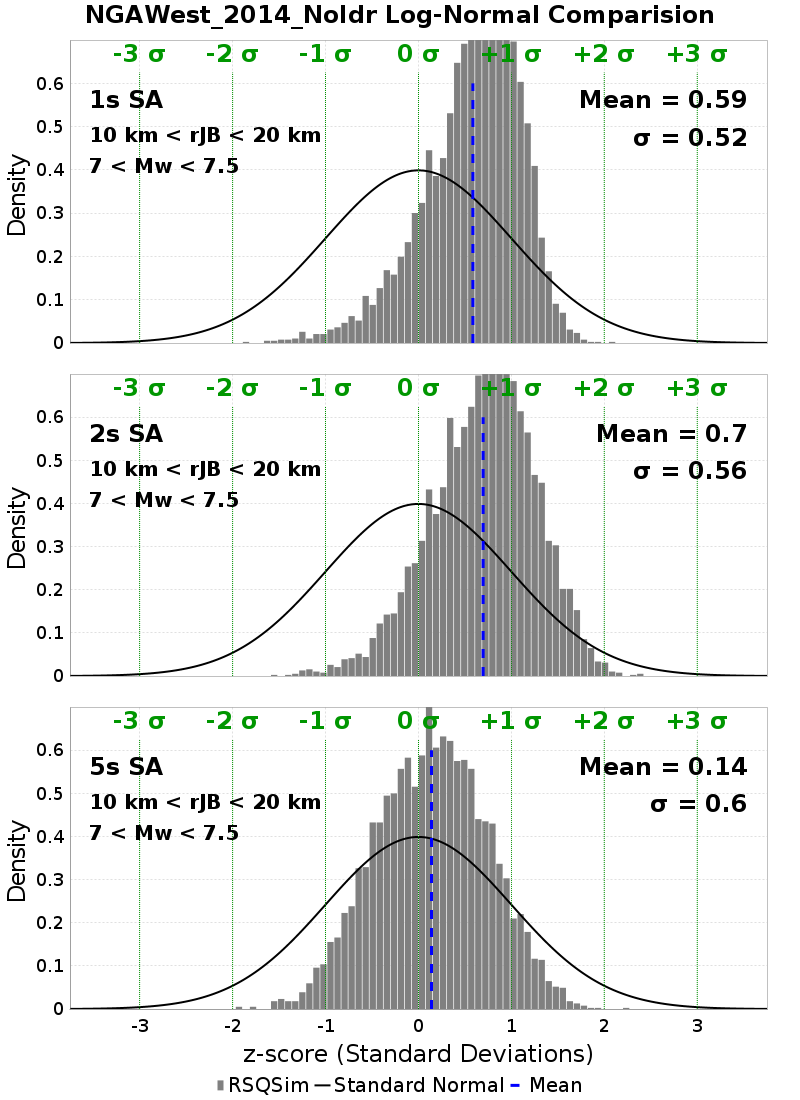 NGAWest_2014_NoIdr Log-Normal Comparision
-3 σ -2 σ -1 σ 0 σ +1 σ +2 σ +3 σ
1s SA
10 km < rJB < 20 km
7 < Mw < 7.5
Mean = 0.59
σ = 0.52
Density
0.6
0.5
0.4
0.3
0.2
0.1
0
-3 σ -2 σ -1 σ 0 σ +1 σ +2 σ +3 σ
2s SA
10 km < rJB < 20 km
7 < Mw < 7.5
Mean = 0.7
σ = 0.56
Density
0.6
0.5
0.4
0.3
0.2
0.1
0
-3 σ -2 σ -1 σ 0 σ +1 σ +2 σ +3 σ
5s SA
10 km < rJB < 20 km
7 < Mw < 7.5
Mean = 0.14
σ = 0.6
Density
0.6
0.5
0.4
0.3
0.2
0.1
0
-3 -2 -1 0 1 2 3
z-score (Standard Deviations)
RSQSim Standard Normal Mean